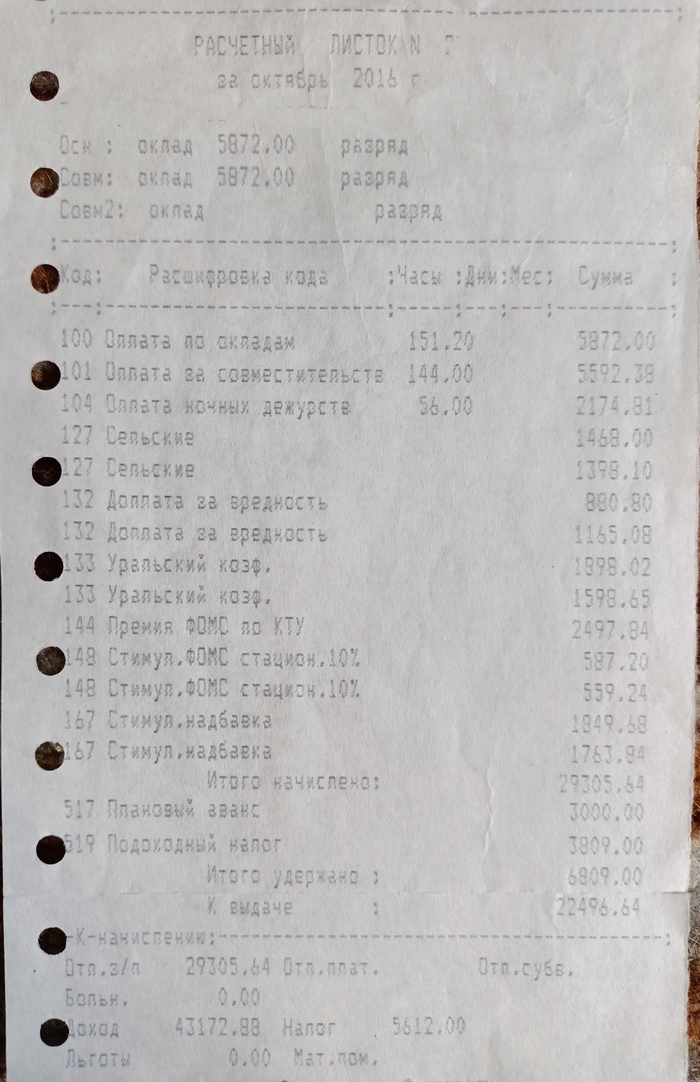 РАСЧЕТНЫЙ ЛИСТОК N
за октябрь 2016 г
Осн : оклад 5872.00 разряд
Совм: оклад 5872.00 разряд
Совм2: оклад разряд
Код: Расшифровка кода :Часы :Дни:Мес: Сумма :
100 Оплата по окладам 151.20 5872.00
101 Оплата за совместительств 144.00 5592.38
104 Оплата ночных дежурств 56.00 2174.81
127 Сельские 1468.00
127 Сельские 1398.10
132 Доплата за вредность 880.80
132 Доплата за вредность 1165.08
133 Уральский коэф. 1898.02
133 Уральский коэф. 1598.65
144 Премия ФОМС по КТУ 2497.84
148 Стимул.ФОМС стацион.10% 587.20
148 Стимул.ФОМС стацион.10% 559.24
167 Стимул.надбавка 1849.68
167 Стимул.надбавка 1763.84
Итого начислено: 29305.64
517 Плановый аванс 3000.00
519 Подоходный налог 3809.00
Итого удержано : 6809.00
К выдаче : 22496.64
К-начислению:
Отп.з/п 29305.64 Отп.плат. Отп.субв.
Больн. 0.00
Доход 43172.88 Налог 5612.00
Льготы 0.00 Мат.пом.